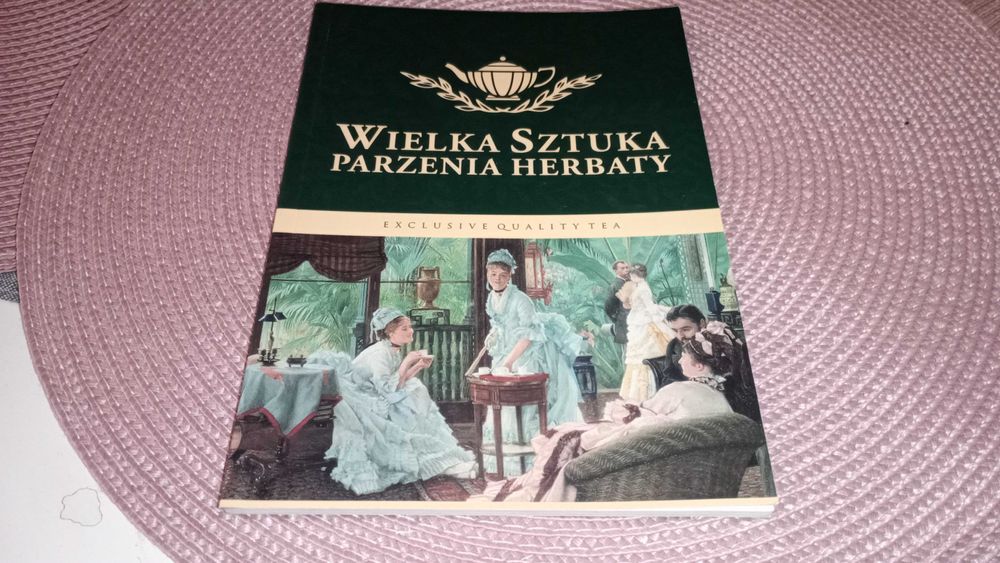 WIELKA SZTUKA
PARZENIA HERBATY
EXCLUSIVE QUALITY TEA